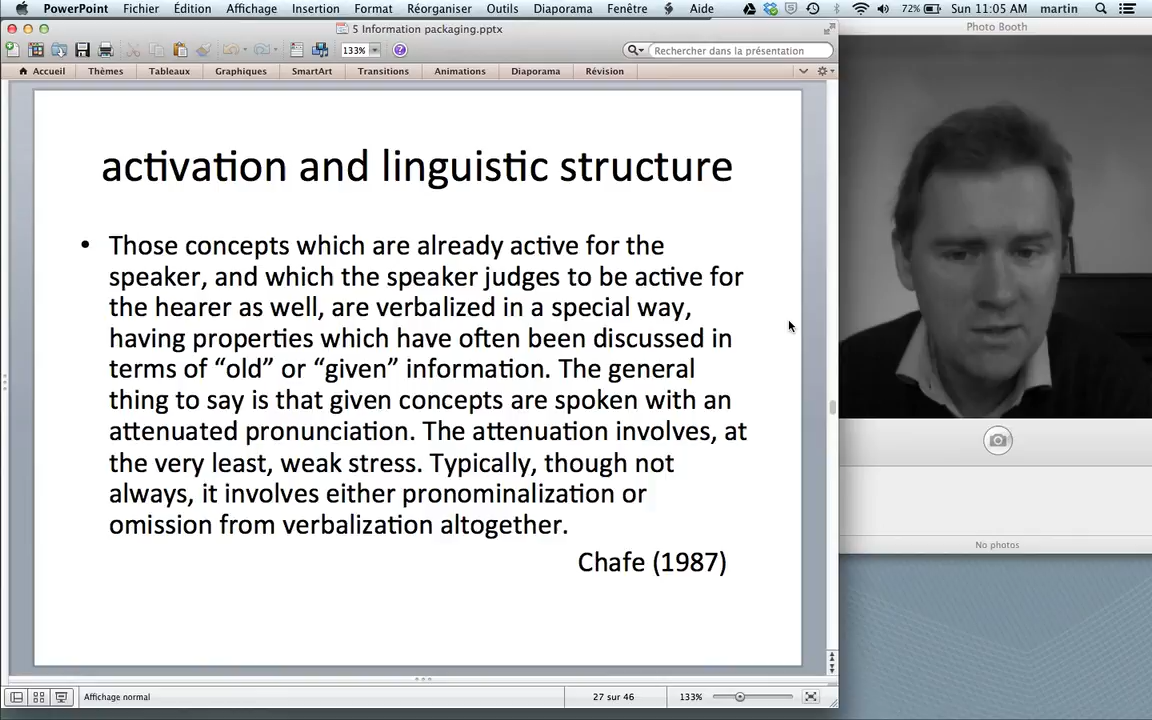 PowerPoint Fichier Édition Affichage Insertion Format Réorganiser Outils Diaporama Fenêtre Aide 72% Sun 11:05 AM martin
5 Information packaging.pptx
Photo Booth
133% Rechercher dans la présentation
Accueil Thèmes Tableaux Graphiques SmartArt Transitions Animations Diaporama Révision
activation and linguistic structure
• Those concepts which are already active for the
speaker, and which the speaker judges to be active for
the hearer as well, are verbalized in a special way,
having properties which have often been discussed in
terms of “old” or “given” information. The general
thing to say is that given concepts are spoken with an
attenuated pronunciation. The attenuation involves, at
the very least, weak stress. Typically, though not
always, it involves either pronominalization or
omission from verbalization altogether.
Chafe (1987)
No photos
Affichage normal 27 sur 46 133%